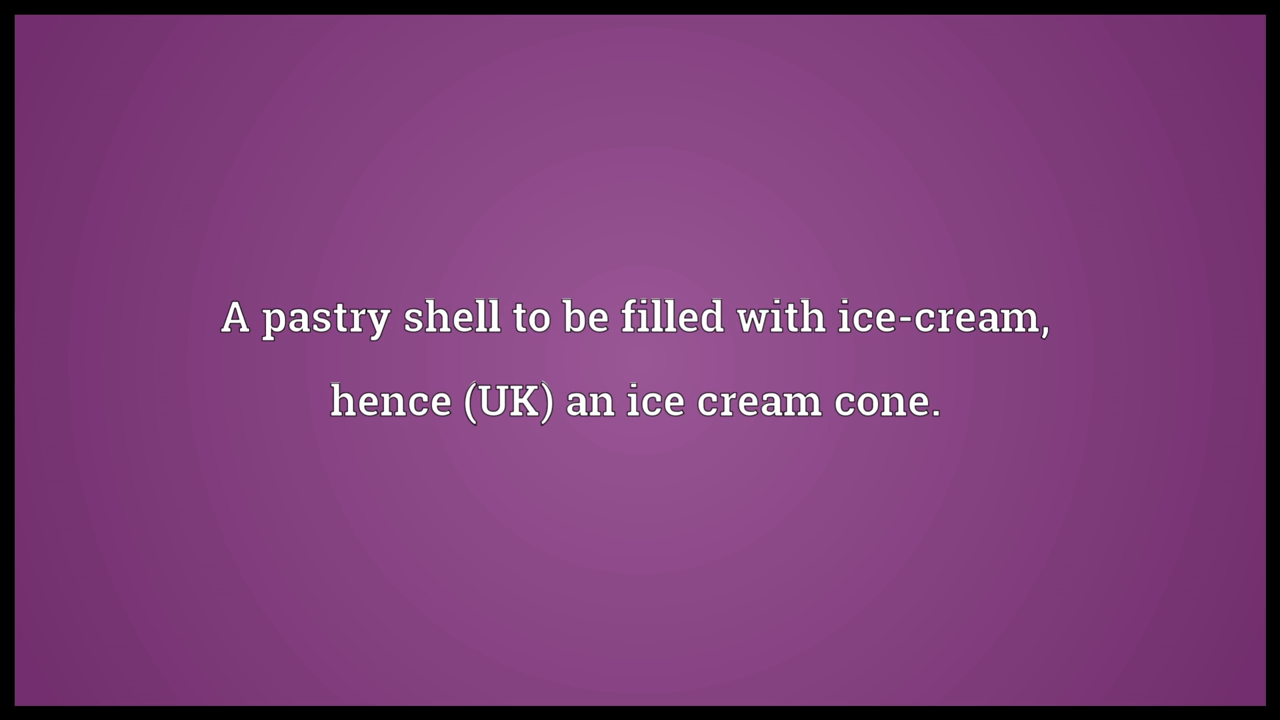 A pastry shell to be filled with ice-cream,
hence (UK) an ice cream cone.